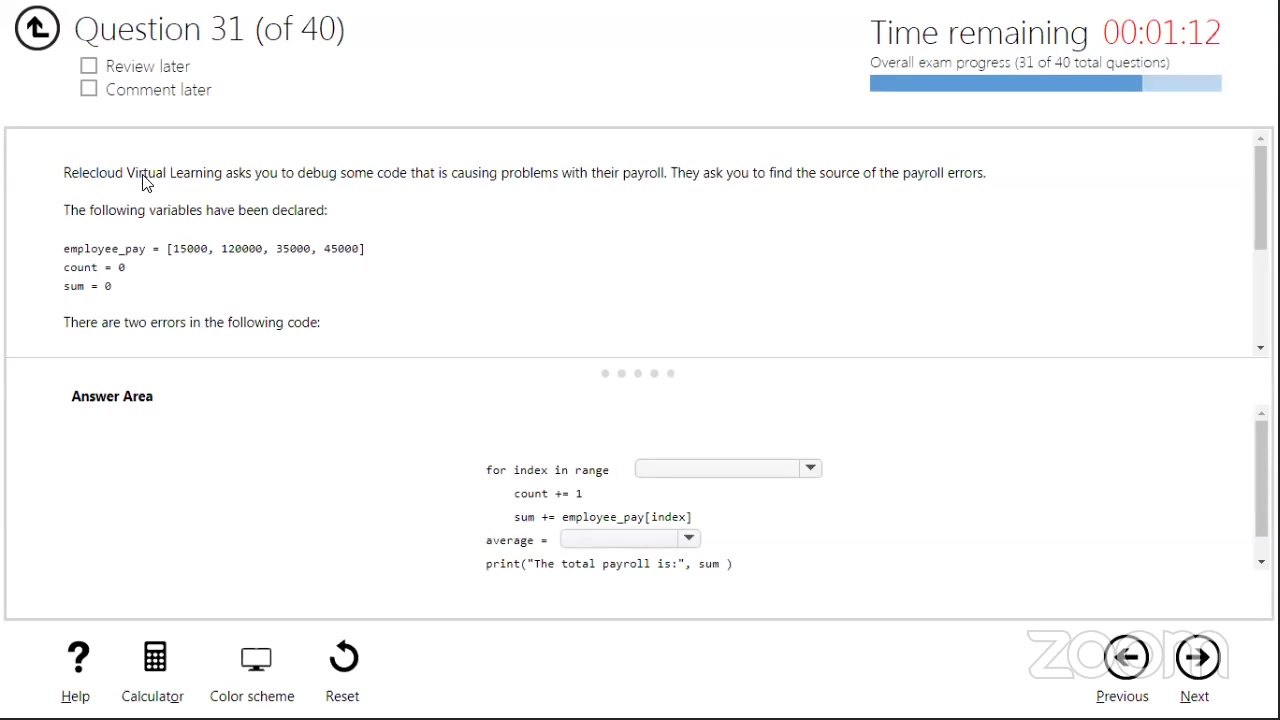 Question 31 (of 40)
Time remaining 00:01:12
Review later
Overall exam progress (31 of 40 total questions)
Comment later
Relecloud Virtual Learning asks you to debug some code that is causing problems with their payroll. They ask you to find the source of the payroll errors.
The following variables have been declared:
employee_pay = [15000, 120000, 35000, 45000]
count = 0
sum = 0
There are two errors in the following code:
Answer Area
for index in range
count += 1
sum += employee_pay[index]
average =
print("The total payroll is:", sum )
zoom
Help
Calculator
Color scheme
Reset
Previous
Next